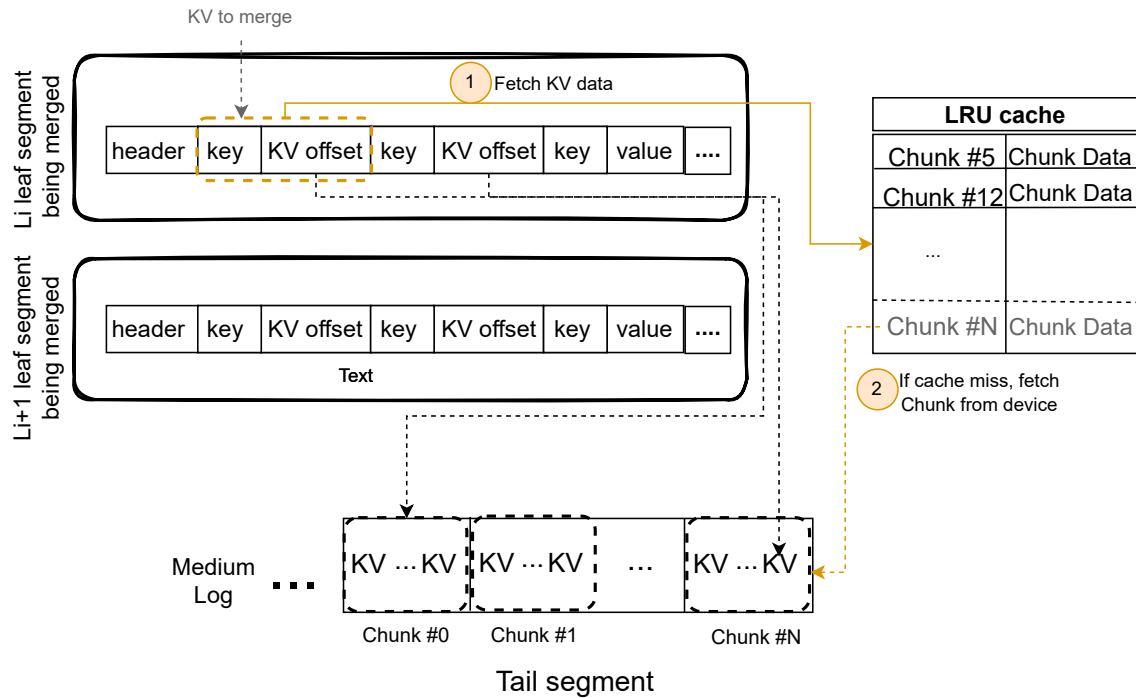 KV to merge
Li leaf segment
being merged
1 Fetch KV data
header key KV offset key KV offset key value ....
LRU cache
Chunk #5 Chunk Data
Chunk #12 Chunk Data
...
Chunk #N Chunk Data
Li+1 leaf segment
being merged
header key KV offset key KV offset key value ....
Text
2 If cache miss, fetch
Chunk from device
Medium
Log
...
KV ... KV KV ... KV ... KV ... KV
Chunk #0 Chunk #1 Chunk #N
Tail segment